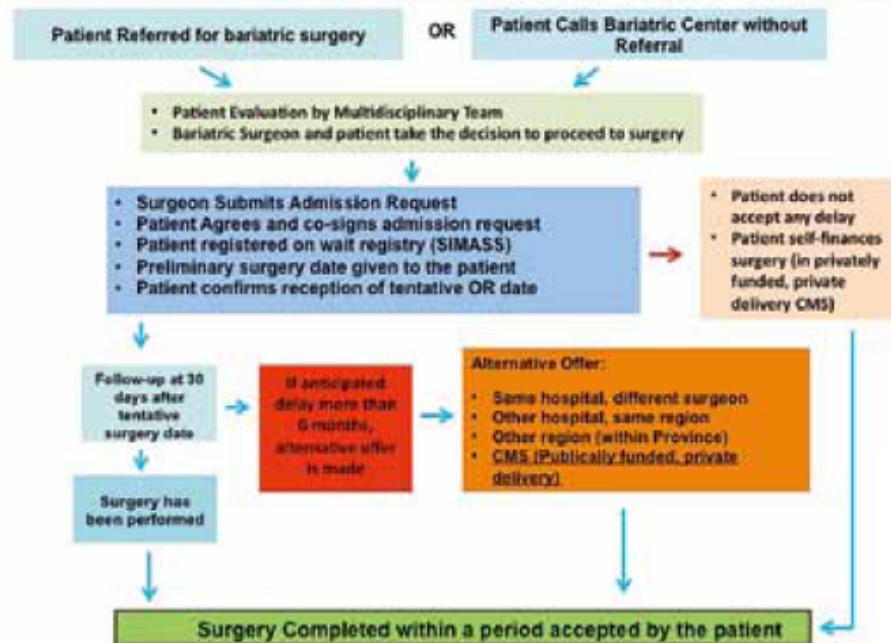 Patient Referred for bariatric surgery
OR
Patient Calls Bariatric Center without
Referral
• Patient Evaluation by Multidisciplinary Team
• Bariatric Surgeon and patient take the decision to proceed to surgery
• Surgeon Submits Admission Request
• Patient Agrees and co-signs admission request
• Patient registered on wait registry (SIMASS)
• Preliminary surgery date given to the patient
• Patient confirms reception of tentative OR date
• Patient does not
accept any delay
• Patient self-finances
surgery (in privately
funded, private
delivery CMS)
Follow-up at 30
days after
tentative
surgery date
If anticipated
delay more than
6 months,
alternative offer
is made
Alternative Offer:
• Same hospital, different surgeon
• Other hospital, same region
• Other region (within Province)
• CMS (Publically funded, private
delivery)
Surgery has
been performed
Surgery Completed within a period accepted by the patient